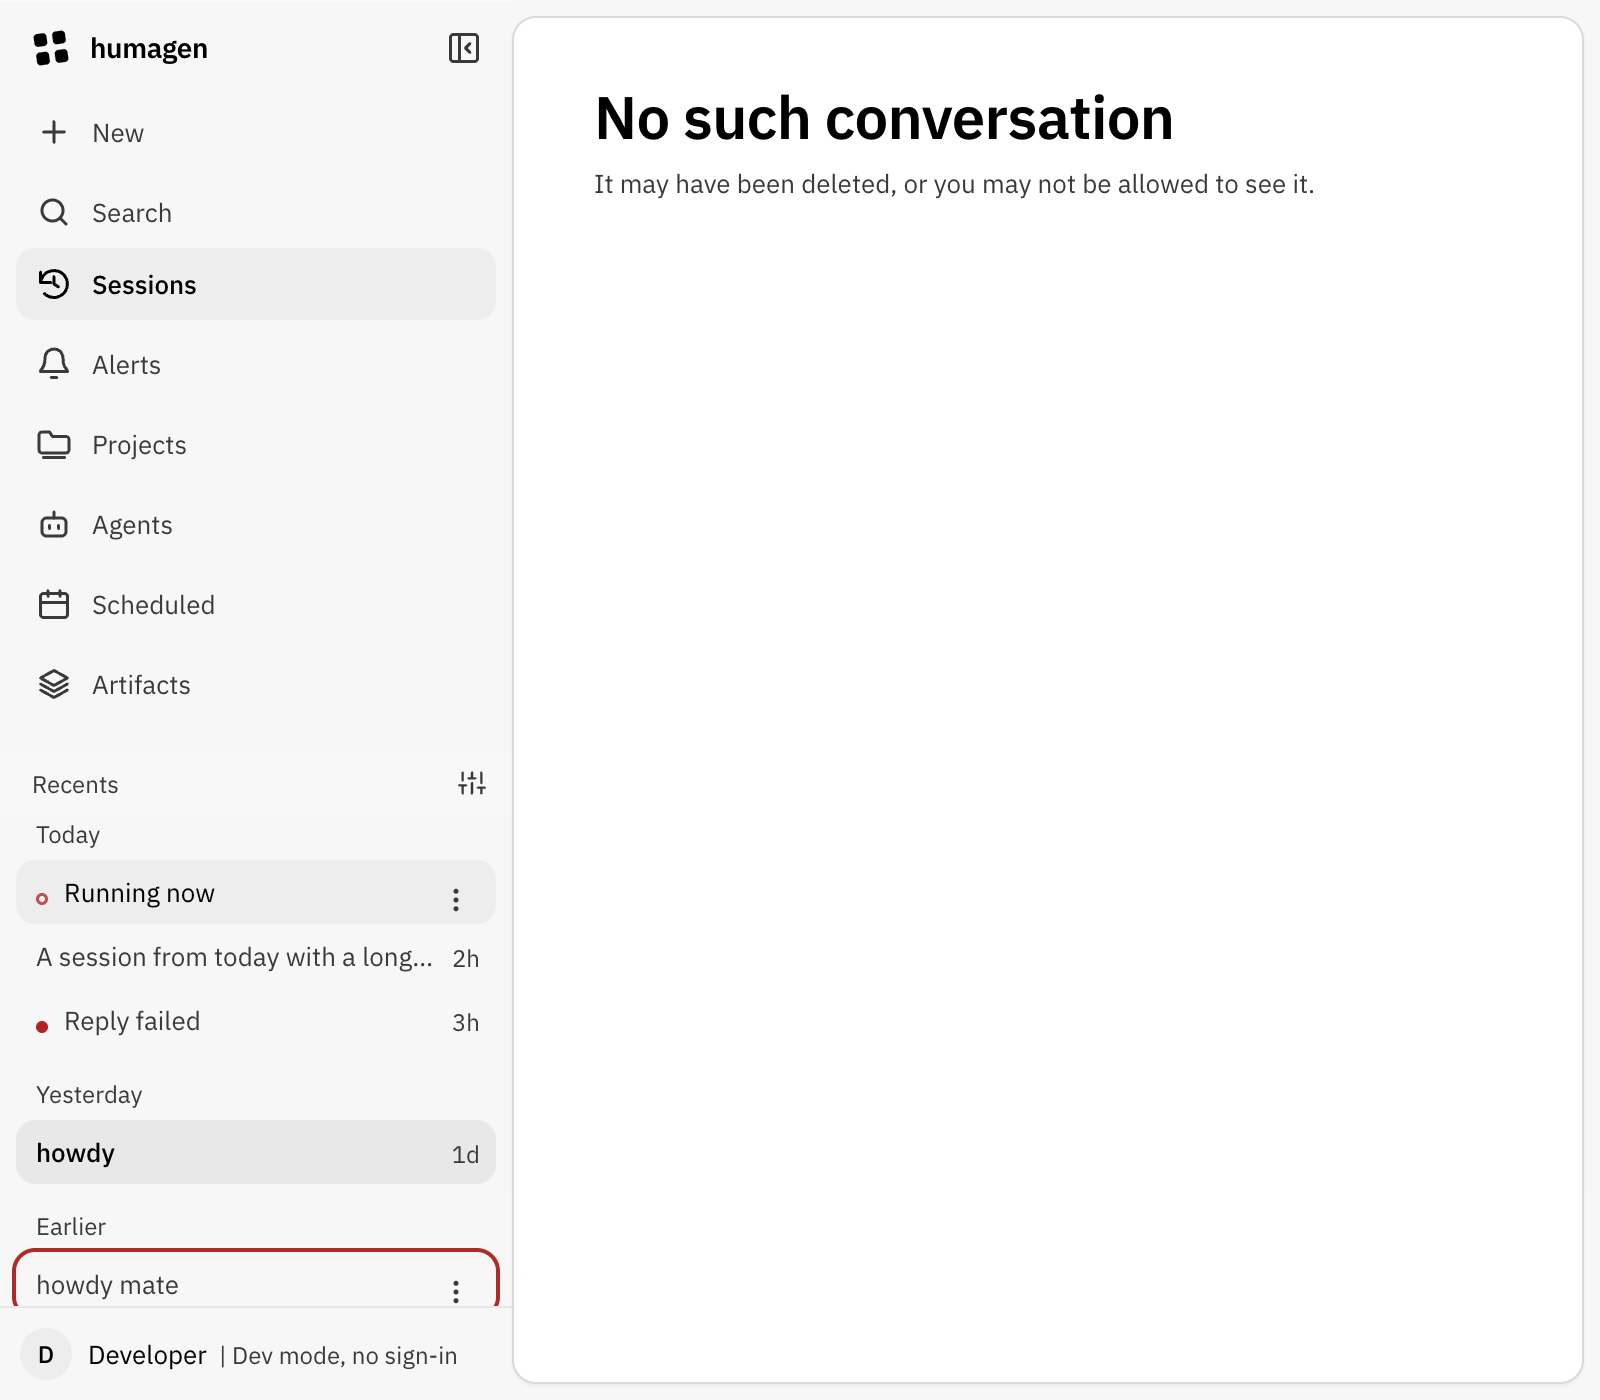 humagen
New
Search
Sessions
Alerts
Projects
Agents
Scheduled
Artifacts
Recents
Today
Running now
A session from today with a long... 2h
Reply failed 3h
Yesterday
howdy 1d
Earlier
howdy mate
D Developer | Dev mode, no sign-in
No such conversation
It may have been deleted, or you may not be allowed to see it.